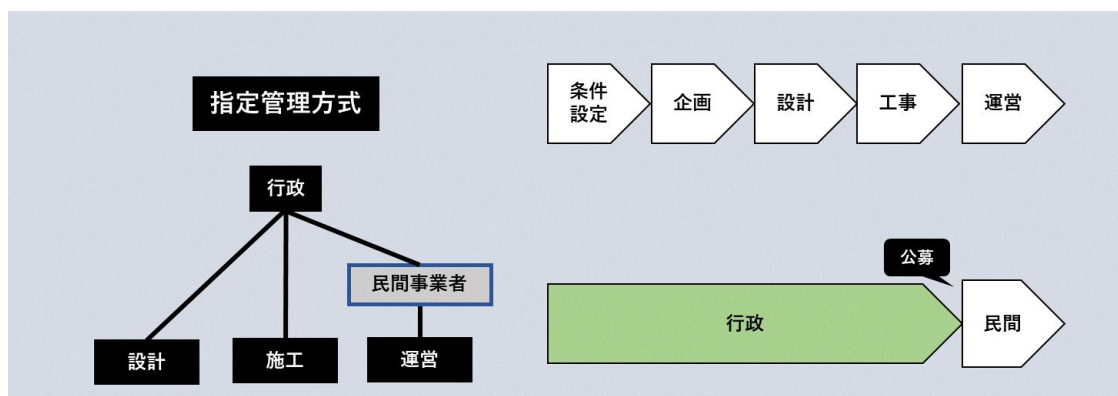 指定管理方式
行政
民間事業者
設計
施工
運営
条件
設定
企画
設計
工事
運営
公募
行政
民間